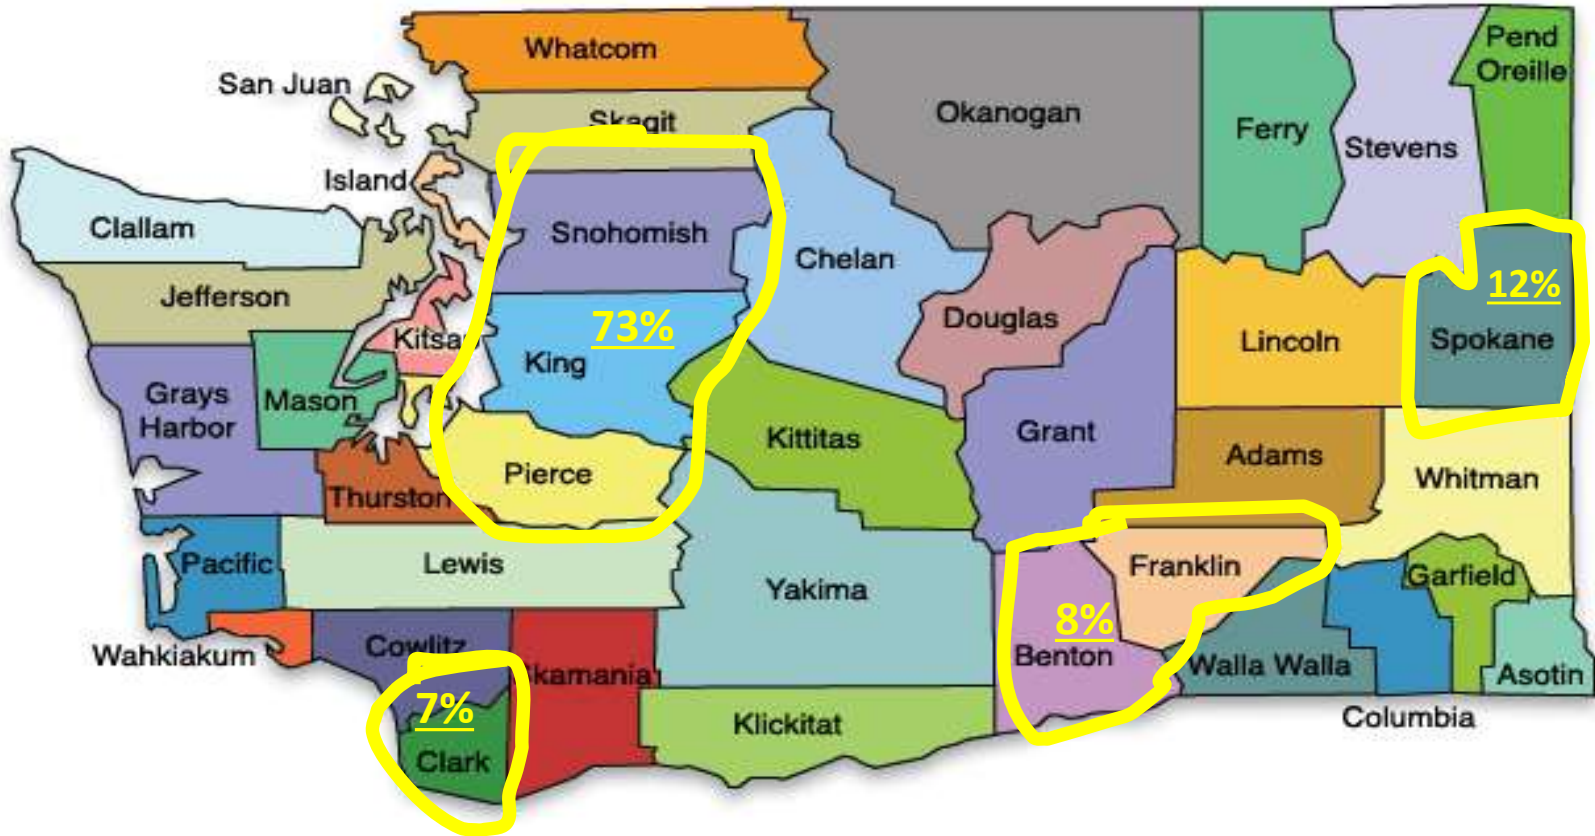 Whatcom
Pend
Oreille
San Juan
Skagit
Okanogan
Ferry
Stevens
Island
Clallam
Snohomish
Chelan
12%
Jefferson
Douglas
Kitsap
73%
Lincoln
Spokane
King
Grays
Harbor
Mason
Kittitas
Grant
Adams
Pierce
Whitman
Thurston
Pacific
Lewis
Yakima
Franklin
Garfield
8%
Wahkiakum
Cowlitz
Skamania
Benton
Walla Walla
Asotin
7%
Klickitat
Columbia
Clark